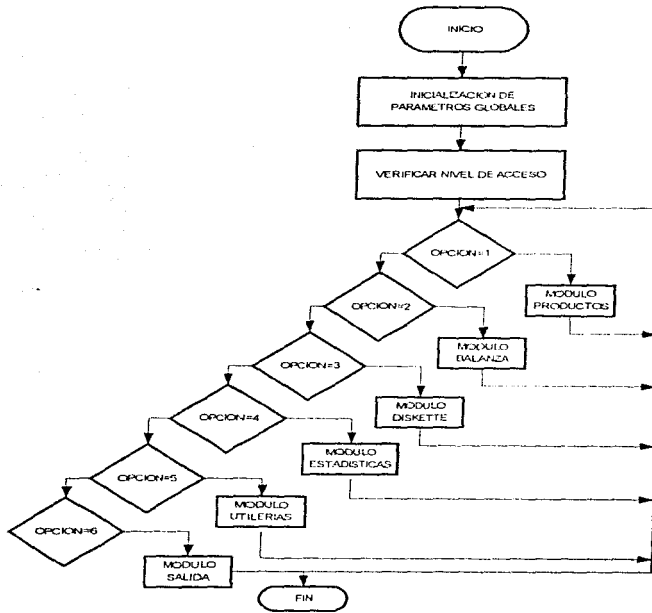 INICIO
INICIALIZACION DE
PARAMETROS GLOBALES
VERIFICAR NIVEL DE ACCESO
OPCION=1
MODULO
PRODUCTOS
OPCION=2
MODULO
BALANZA
OPCION=3
MODULO
DISKETTE
OPCION=4
MODULO
ESTADISTICAS
OPCION=5
MODULO
UTILERIAS
OPCION=6
MODULO
SALIDA
FIN